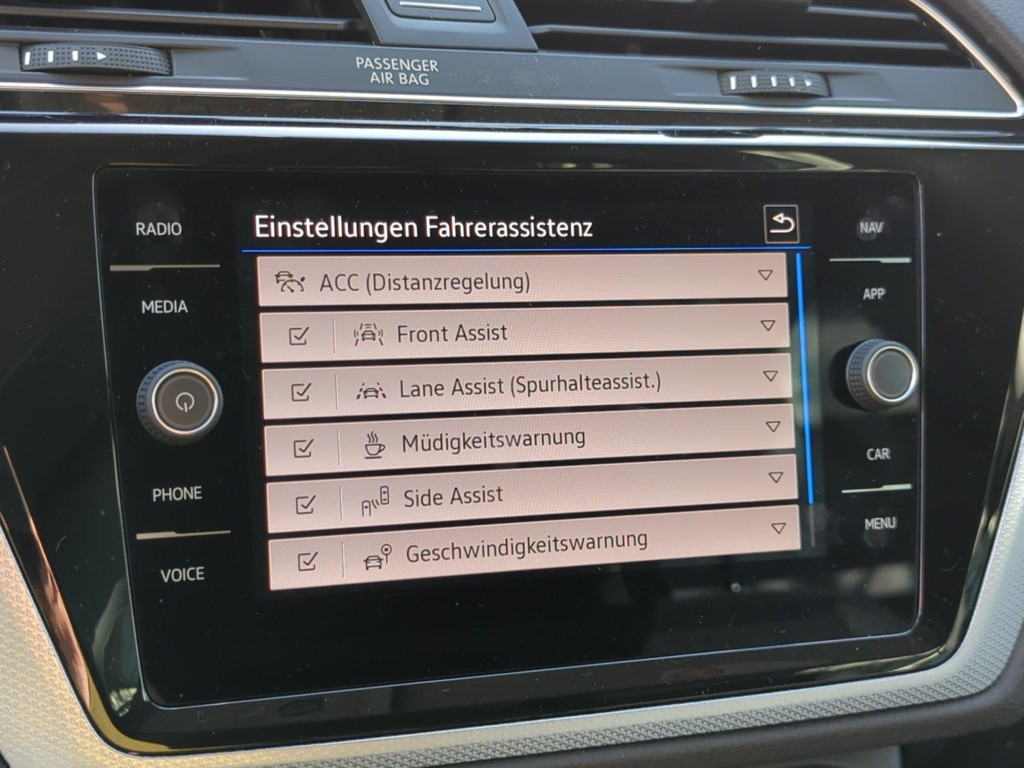 PASSENGER
AIR BAG
RADIO
MEDIA
PHONE
VOICE
Einstellungen Fahrerassistenz
ACC (Distanzregelung)
Front Assist
Lane Assist (Spurhalteassist.)
Müdigkeitswarnung
Side Assist
Geschwindigkeitswarnung
NAV
APP
CAR
MENU